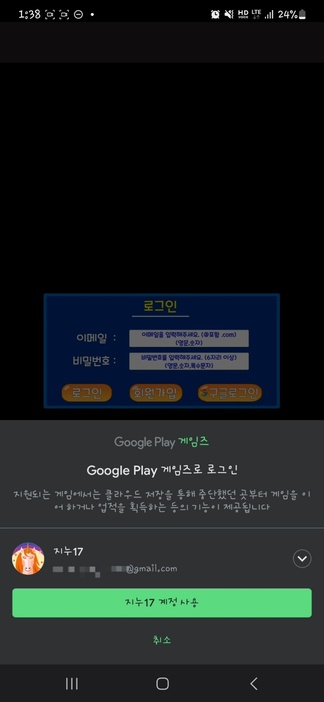 1:38
HD LTE 24%
로그인
이메일 :
이메일을 입력해주세요. (@포함 .com)
(영문,숫자)
비밀번호 :
비밀번호를 입력해주세요. (6자리 이상)
(영문,숫자,특수문자)
로그인 회원가입 구글로그인
Google Play 게임즈
Google Play 게임즈로 로그인
지원되는 게임에서는 클라우드 저장을 통해 중단했던 곳부터 게임을 이
어 하거나 업적을 획득하는 등의 기능이 제공됩니다
지누17
@gmail.com
지누17 계정 사용
취소